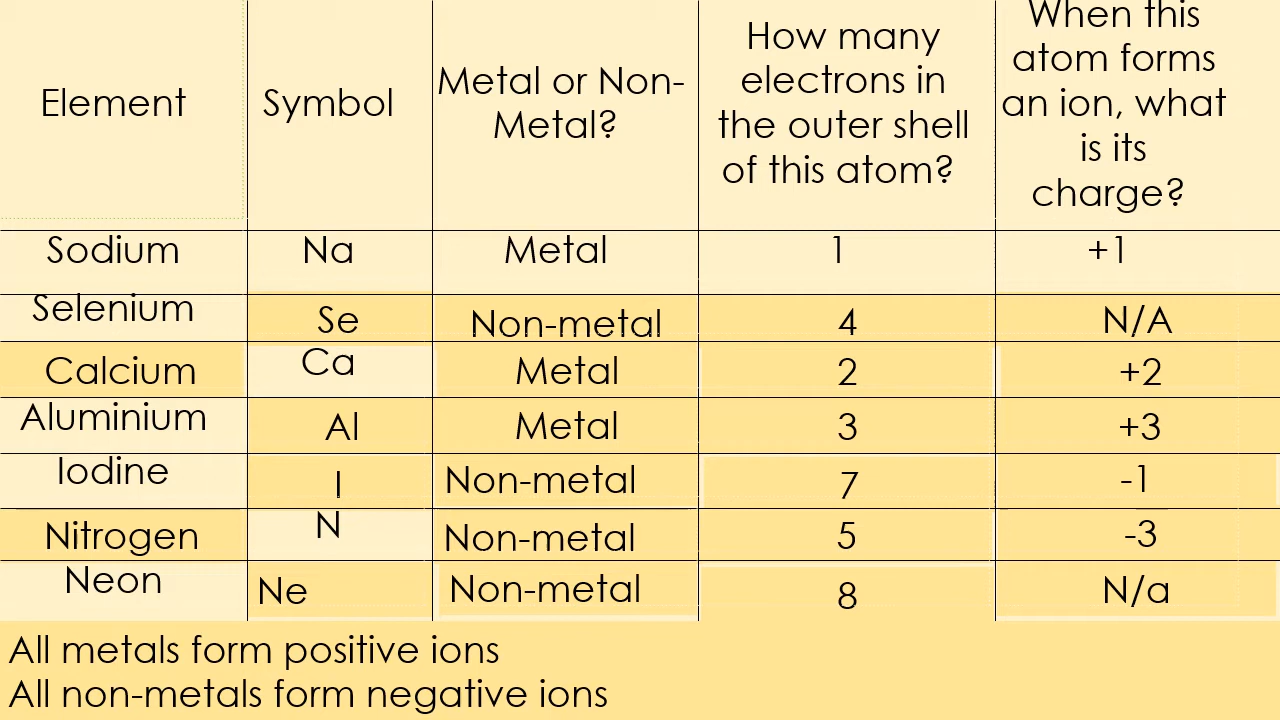 Element
Symbol
Metal or Non-
Metal?
How many
electrons in
the outer shell
of this atom?
When this
atom forms
an ion, what
is its
charge?
Sodium Na Metal 1 +1
Selenium Se Non-metal 4 N/A
Calcium Ca Metal 2 +2
Aluminium Al Metal 3 +3
Iodine I Non-metal 7 -1
Nitrogen N Non-metal 5 -3
Neon Ne Non-metal 8 N/a
All metals form positive ions
All non-metals form negative ions